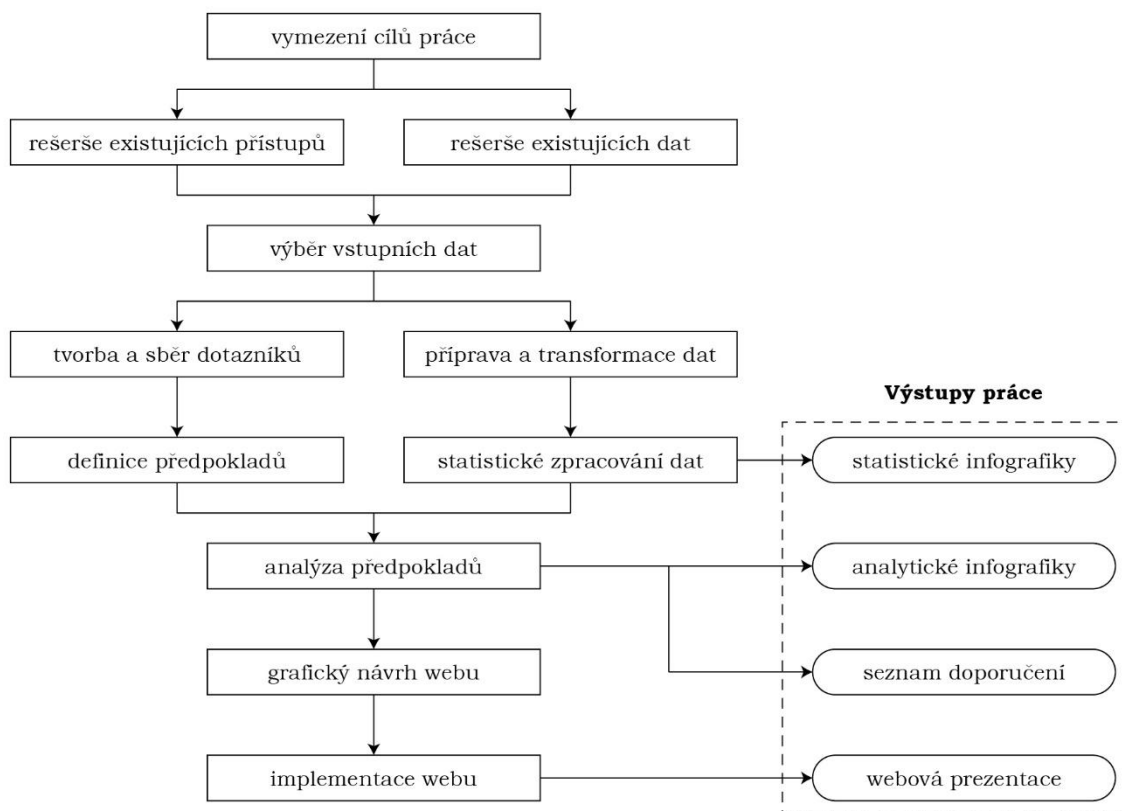 vymezení cílů práce
rešerše existujících přístupů
rešerše existujících dat
výběr vstupních dat
tvorba a sběr dotazníků
příprava a transformace dat
Výstupy práce
definice předpokladů
statistické zpracování dat
statistické infografiky
analýza předpokladů
analytické infografiky
grafický návrh webu
seznam doporučení
implementace webu
webová prezentace